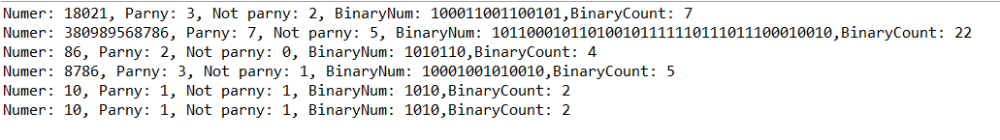 Numer: 18021, Parny: 3, Not parny: 2, BinaryNum: 100011001100101,BinaryCount: 7
Numer: 380989568786, Parny: 7, Not parny: 5, BinaryNum: 101100010110100101111110111011100010010,BinaryCount: 22
Numer: 86, Parny: 2, Not parny: 0, BinaryNum: 1010110,BinaryCount: 4
Numer: 8786, Parny: 3, Not parny: 1, BinaryNum: 10001001010010,BinaryCount: 5
Numer: 10, Parny: 1, Not parny: 1, BinaryNum: 1010,BinaryCount: 2
Numer: 10, Parny: 1, Not parny: 1, BinaryNum: 1010,BinaryCount: 2